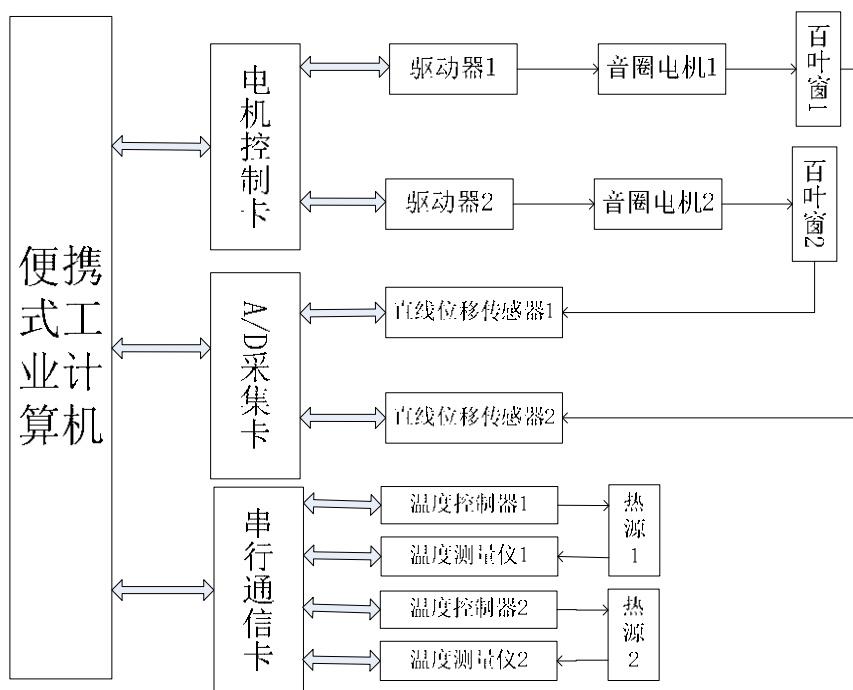 便携
式工
业计
算机
电机控制卡
驱动器1
音圈电机1
百叶窗1
驱动器2
音圈电机2
百叶窗2
A/D采集卡
直线位移传感器1
直线位移传感器2
串行通信卡
温度控制器1
热源1
温度测量仪1
温度控制器2
热源2
温度测量仪2